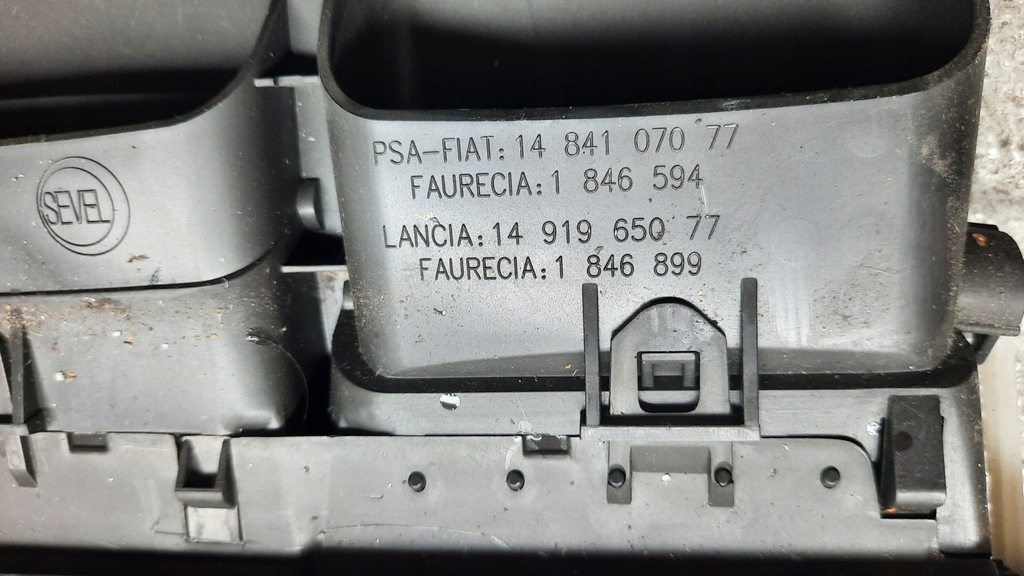 SEVEL
PSA-FIAT: 14 841 070 77
FAURECIA: 1 846 594
LANCIA: 14 919 650 77
FAURECIA: 1 846 899